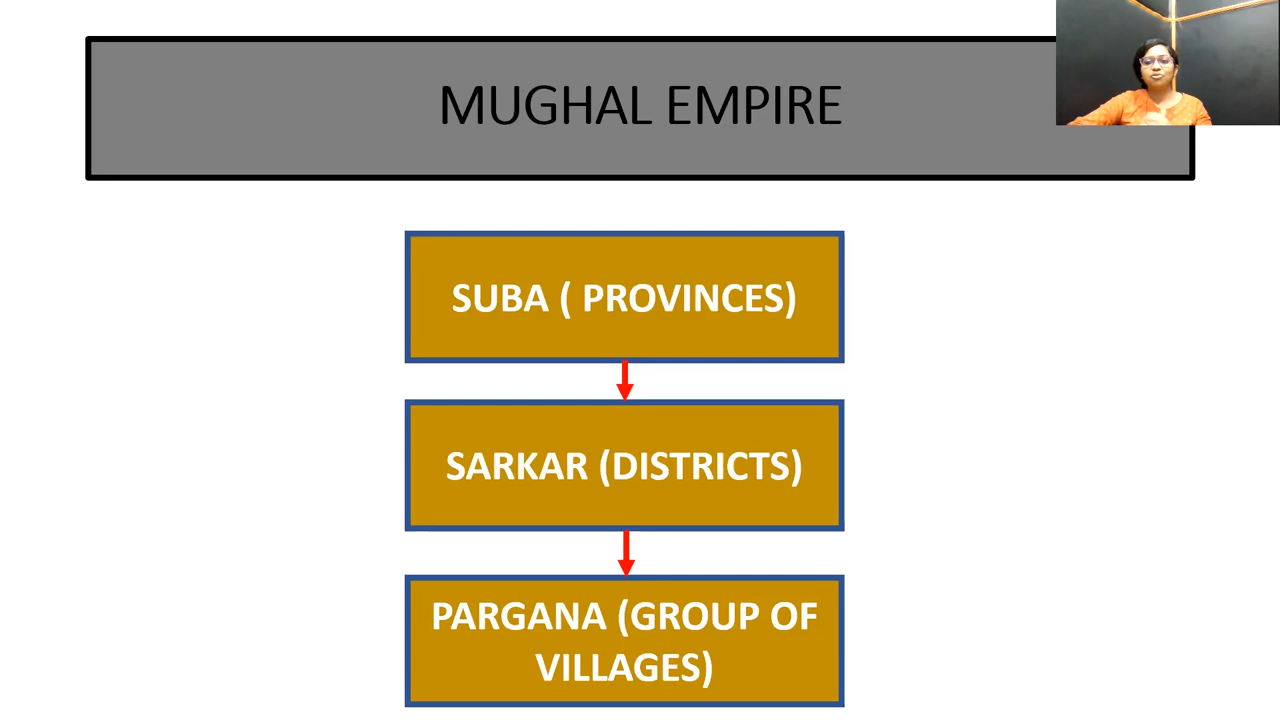 MUGHAL EMPIRE
SUBA ( PROVINCES)
SARKAR (DISTRICTS)
PARGANA (GROUP OF
VILLAGES)